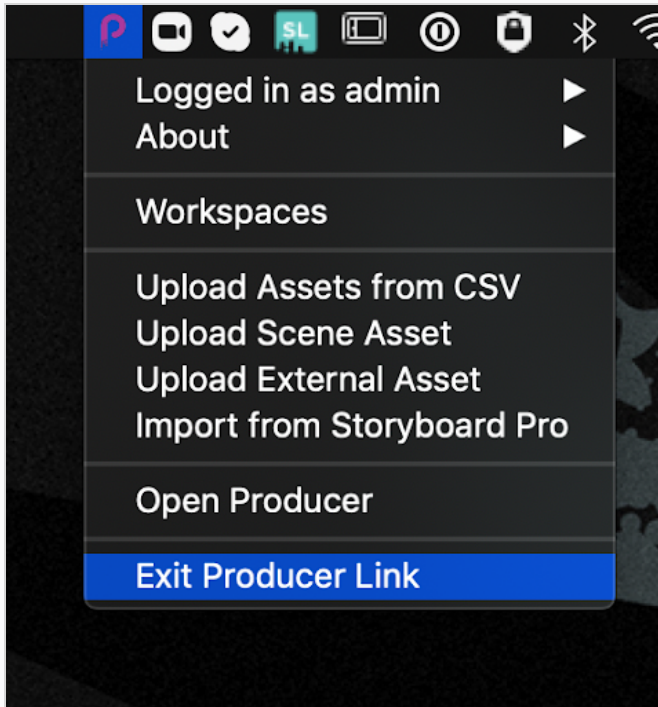 SL
Logged in as admin
About
Workspaces
Upload Assets from CSV
Upload Scene Asset
Upload External Asset
Import from Storyboard Pro
Open Producer
Exit Producer Link